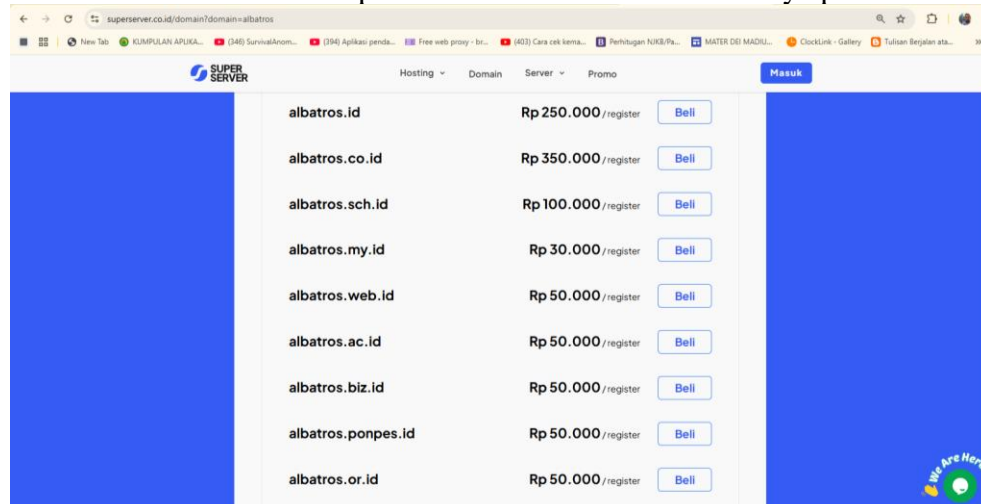 superserver.co.id/domain?domain=albatros
New Tab KUMPULAN APLIKA... (346) SurvivalAnom... (394) Aplikasi penda... Free web proxy - br... (403) Cara cek kema... Perhitugan NJKB/Pa... MATER DEI MADIU... ClockLink - Gallery Tulisan Berjalan ata...
SUPER SERVER
Hosting Domain Server Promo Masuk
albatros.id Rp 250.000/register Beli
albatros.co.id Rp 350.000/register Beli
albatros.sch.id Rp 100.000/register Beli
albatros.my.id Rp 30.000/register Beli
albatros.web.id Rp 50.000/register Beli
albatros.ac.id Rp 50.000/register Beli
albatros.biz.id Rp 50.000/register Beli
albatros.ponpes.id Rp 50.000/register Beli
albatros.or.id Rp 50.000/register Beli
We Are Here